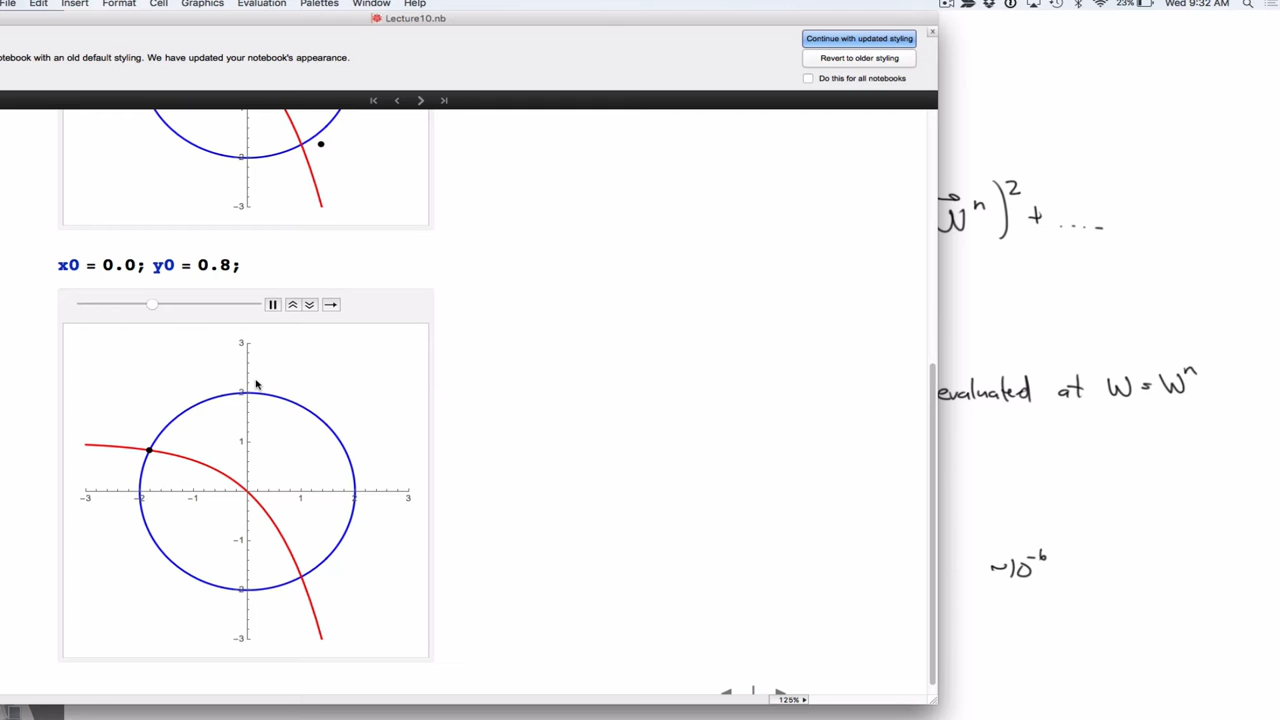 File Edit Insert Format Cell Graphics Evaluation Palettes Window Help 23% Wed 9:32 AM
Lecture10.nb
Continue with updated styling
otebook with an old default styling. We have updated your notebook's appearance.
Revert to older styling
Do this for all notebooks
-3
n ) 2 + ....
x0 = 0.0; y0 = 0.8;
3
2
evaluated at W = Wⁿ
1
-3 -2 -1 1 2 3
-1
~10⁻⁶
-2
-3
125%